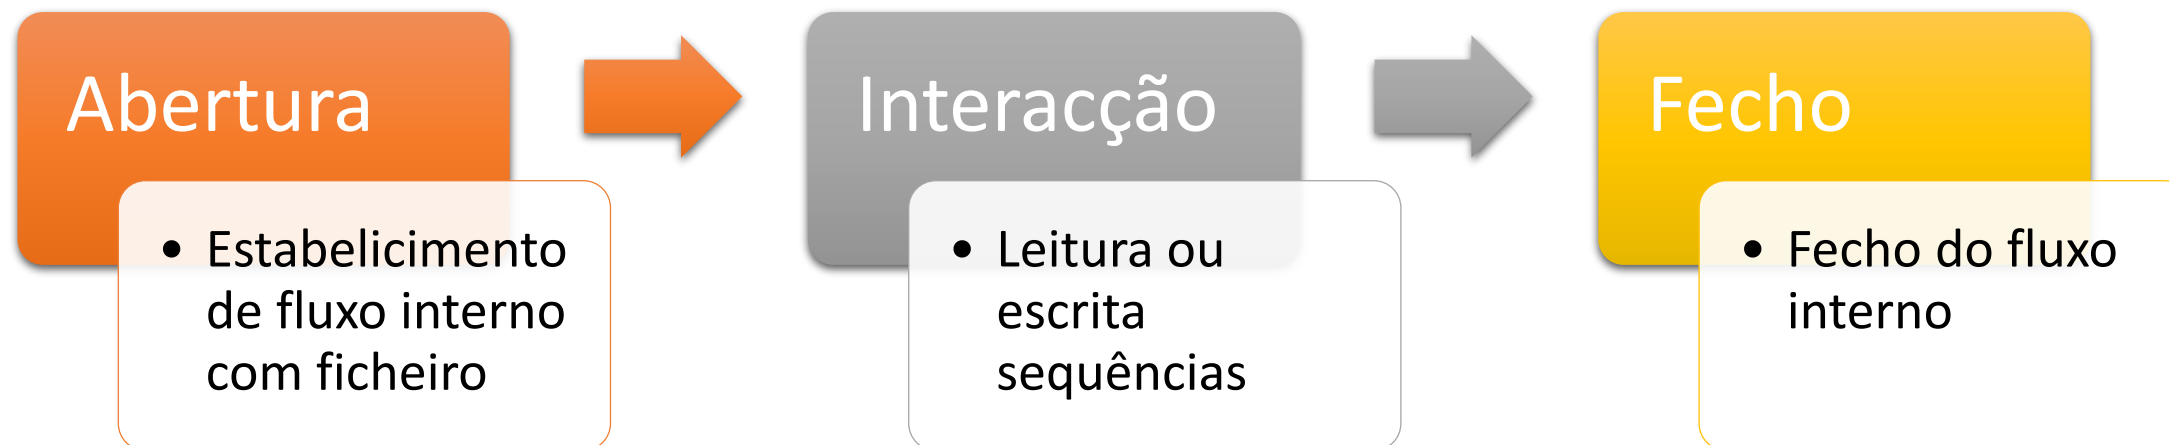 Abertura
• Estabelicimento
de fluxo interno
com ficheiro
Interacção
• Leitura ou
escrita
sequências
Fecho
• Fecho do fluxo
interno